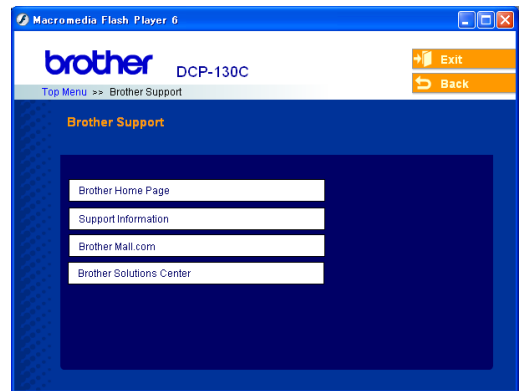 Macromedia Flash Player 6
brother DCP-130C
Exit
Back
Top Menu >> Brother Support
Brother Support
Brother Home Page
Support Information
Brother Mall.com
Brother Solutions Center